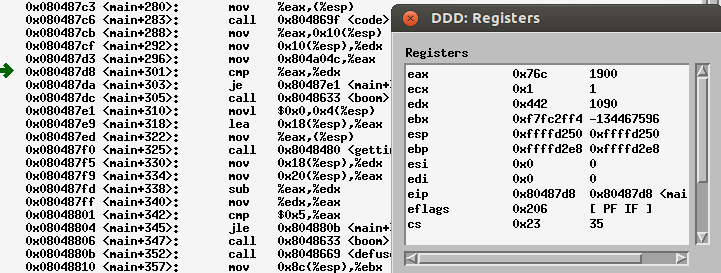 0x080487c3 <main+280>: mov %eax,(%esp)
0x080487c6 <main+283>: call 0x804869f <code>
0x080487cb <main+288>: mov %eax,0x10(%esp)
0x080487cf <main+292>: mov 0x10(%esp),%edx
0x080487d3 <main+296>: mov 0x804a04c,%eax
0x080487d8 <main+301>: cmp %eax,%edx
0x080487da <main+303>: je 0x80487e1 <main+
0x080487dc <main+305>: call 0x8048633 <boom>
0x080487e1 <main+310>: movl $0x0,0x4(%esp)
0x080487e9 <main+318>: lea 0x18(%esp),%eax
0x080487ed <main+322>: mov %eax,(%esp)
0x080487f0 <main+325>: call 0x8048480 <gettin
0x080487f5 <main+330>: mov 0x18(%esp),%edx
0x080487f9 <main+334>: mov 0x20(%esp),%eax
0x080487fd <main+338>: sub %eax,%edx
0x080487ff <main+340>: mov %edx,%eax
0x08048801 <main+342>: cmp $0x5,%eax
0x08048804 <main+345>: jle 0x804880b <main+
0x08048806 <main+347>: call 0x8048633 <boom>
0x0804880b <main+352>: call 0x8048669 <defuse
0x08048810 <main+357>: mov 0x8c(%esp),%ebx
DDD: Registers
Registers
eax 0x76c 1900
ecx 0x1 1
edx 0x442 1090
ebx 0xf7fc2ff4 -134467596
esp 0xffffd250 0xffffd250
ebp 0xffffd2e8 0xffffd2e8
esi 0x0 0
edi 0x0 0
eip 0x80487d8 0x80487d8 <mai
eflags 0x206 [ PF IF ]
cs 0x23 35